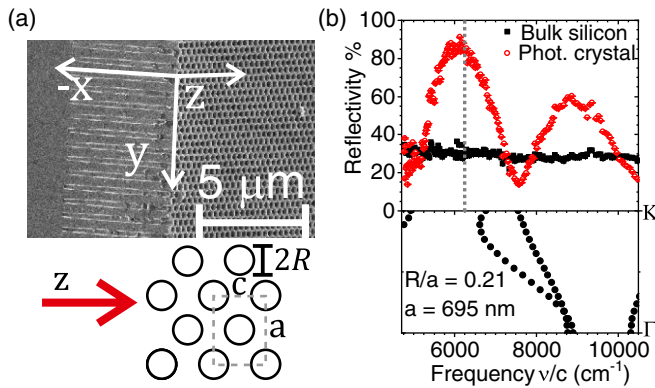 (a)
-x
z
y
5 μm
2R
z
c
a
(b)
Reflectivity %
100
80
60
40
20
0
Bulk silicon
Phot. crystal
K
R/a = 0.21
a = 695 nm
Γ
6000 8000 10000
Frequency ν/c (cm⁻¹)